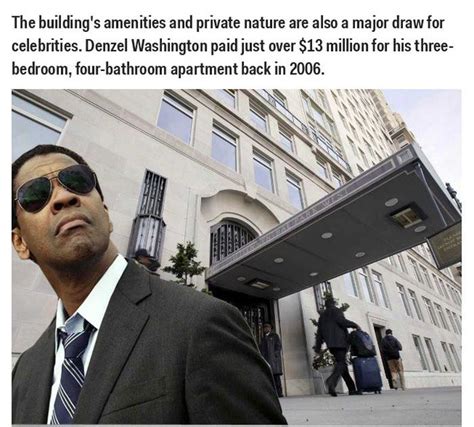 The building's amenities and private nature are also a major draw for
celebrities. Denzel Washington paid just over $13 million for his three-
bedroom, four-bathroom apartment back in 2006.